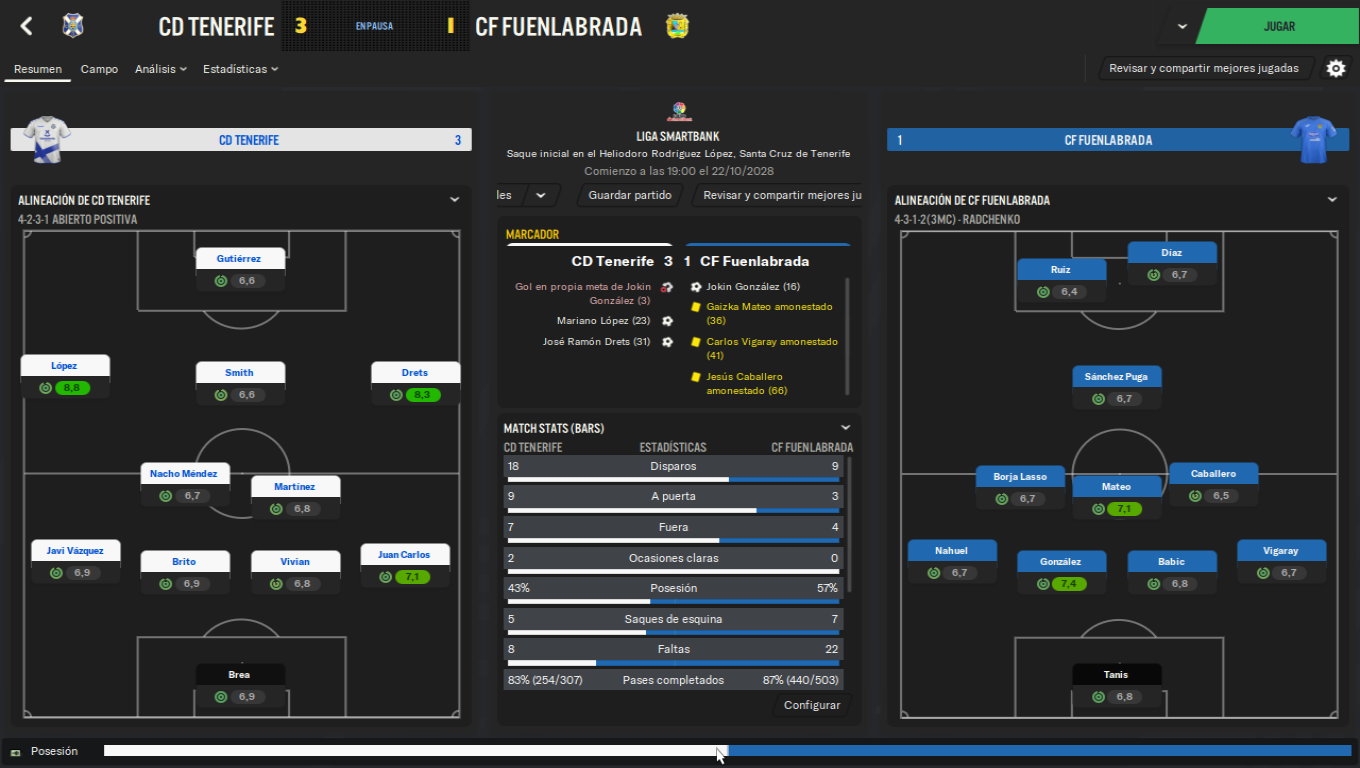 CD TENERIFE
3
EN PAUSA
1
CF FUENLABRADA
JUGAR
Resumen
Campo
Análisis
Estadísticas
Revisar y compartir mejores jugadas
CD TENERIFE
3
ALINEACIÓN DE CD TENERIFE
4-2-3-1 ABIERTO POSITIVA
Gutiérrez
6,6
López
8,8
Smith
6,6
Drets
8,3
Nacho Méndez
6,7
Martínez
6,8
Javi Vázquez
6,9
Brito
6,9
Vivian
6,8
Juan Carlos
7,1
Brea
6,9
LIGA SMARTBANK
Saque inicial en el Heliodoro Rodríguez López, Santa Cruz de Tenerife
Comienzo a las 19:00 el 22/10/2028
les
Guardar partido
Revisar y compartir mejores ju
MARCADOR
CD Tenerife 3
1 CF Fuenlabrada
Gol en propia meta de Jokin
González (3)
Mariano López (23)
José Ramón Drets (31)
Jokin González (16)
Gaizka Mateo amonestado
(36)
Carlos Vigaray amonestado
(41)
Jesús Caballero
amonestado (66)
MATCH STATS (BARS)
CD TENERIFE ESTADÍSTICAS CF FUENLABRADA
18 Disparos 9
9 A puerta 3
7 Fuera 4
2 Ocasiones claras 0
43% Posesión 57%
5 Saques de esquina 7
8 Faltas 22
83% (254/307) Pases completados 87% (440/503)
Configurar
1
CF FUENLABRADA
ALINEACIÓN DE CF FUENLABRADA
4-3-1-2 (3MC) - RADCHENKO
Díaz
6,7
Ruiz
6,4
Sánchez Puga
6,7
Borja Lasso
6,7
Mateo
7,1
Caballero
6,5
Nahuel
6,7
González
7,4
Babic
6,8
Vigaray
6,7
Tanis
6,8
Posesión